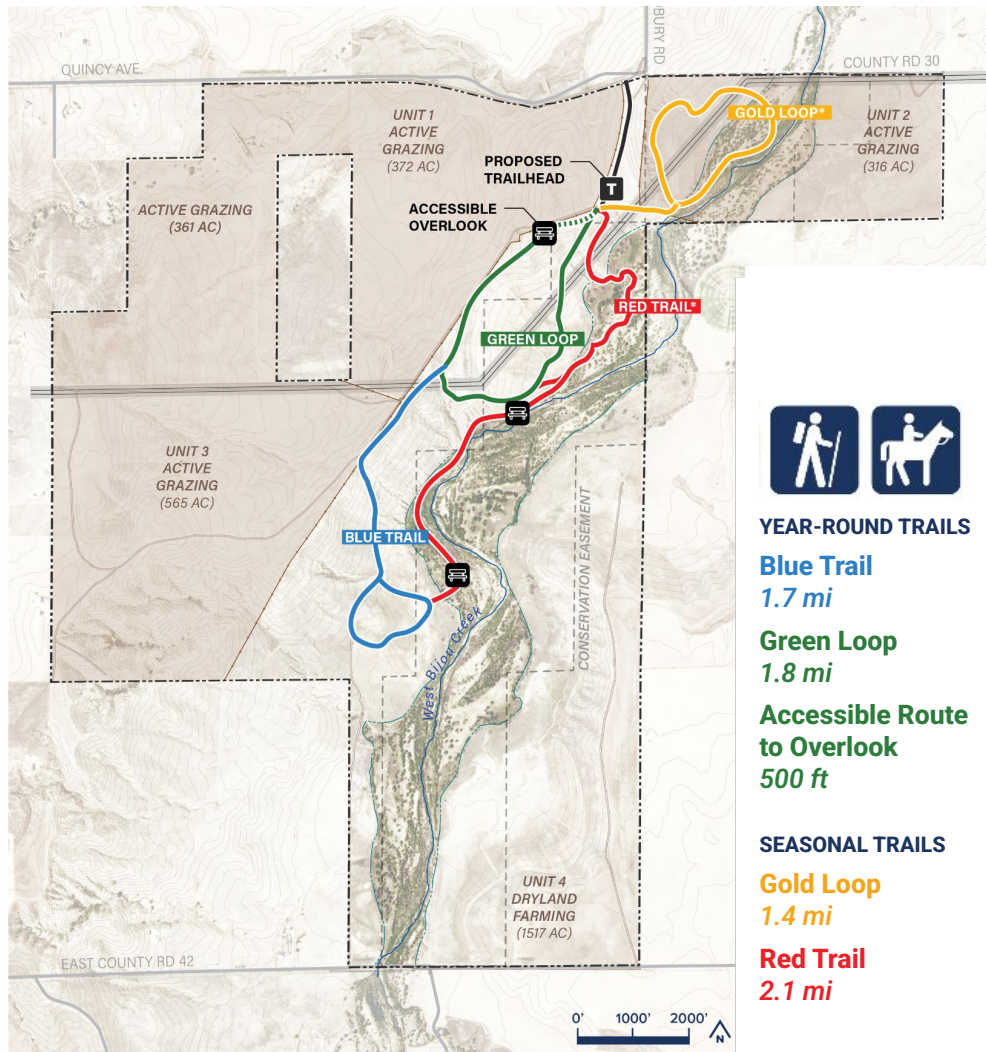 QUINCY AVE.
BURY RD
COUNTY RD 30
UNIT 1
ACTIVE
GRAZING
(372 AC)
GOLD LOOP*
UNIT 2
ACTIVE
GRAZING
(316 AC)
PROPOSED
TRAILHEAD
T
ACCESSIBLE
OVERLOOK
ACTIVE GRAZING
(361 AC)
RED TRAIL*
GREEN LOOP
UNIT 3
ACTIVE
GRAZING
(565 AC)
BLUE TRAIL
CONSERVATION EASEMENT
West Bijou Creek
UNIT 4
DRYLAND
FARMING
(1517 AC)
EAST COUNTY RD 42
0' 1000' 2000'
N
YEAR-ROUND TRAILS
Blue Trail
1.7 mi
Green Loop
1.8 mi
Accessible Route
to Overlook
500 ft
SEASONAL TRAILS
Gold Loop
1.4 mi
Red Trail
2.1 mi